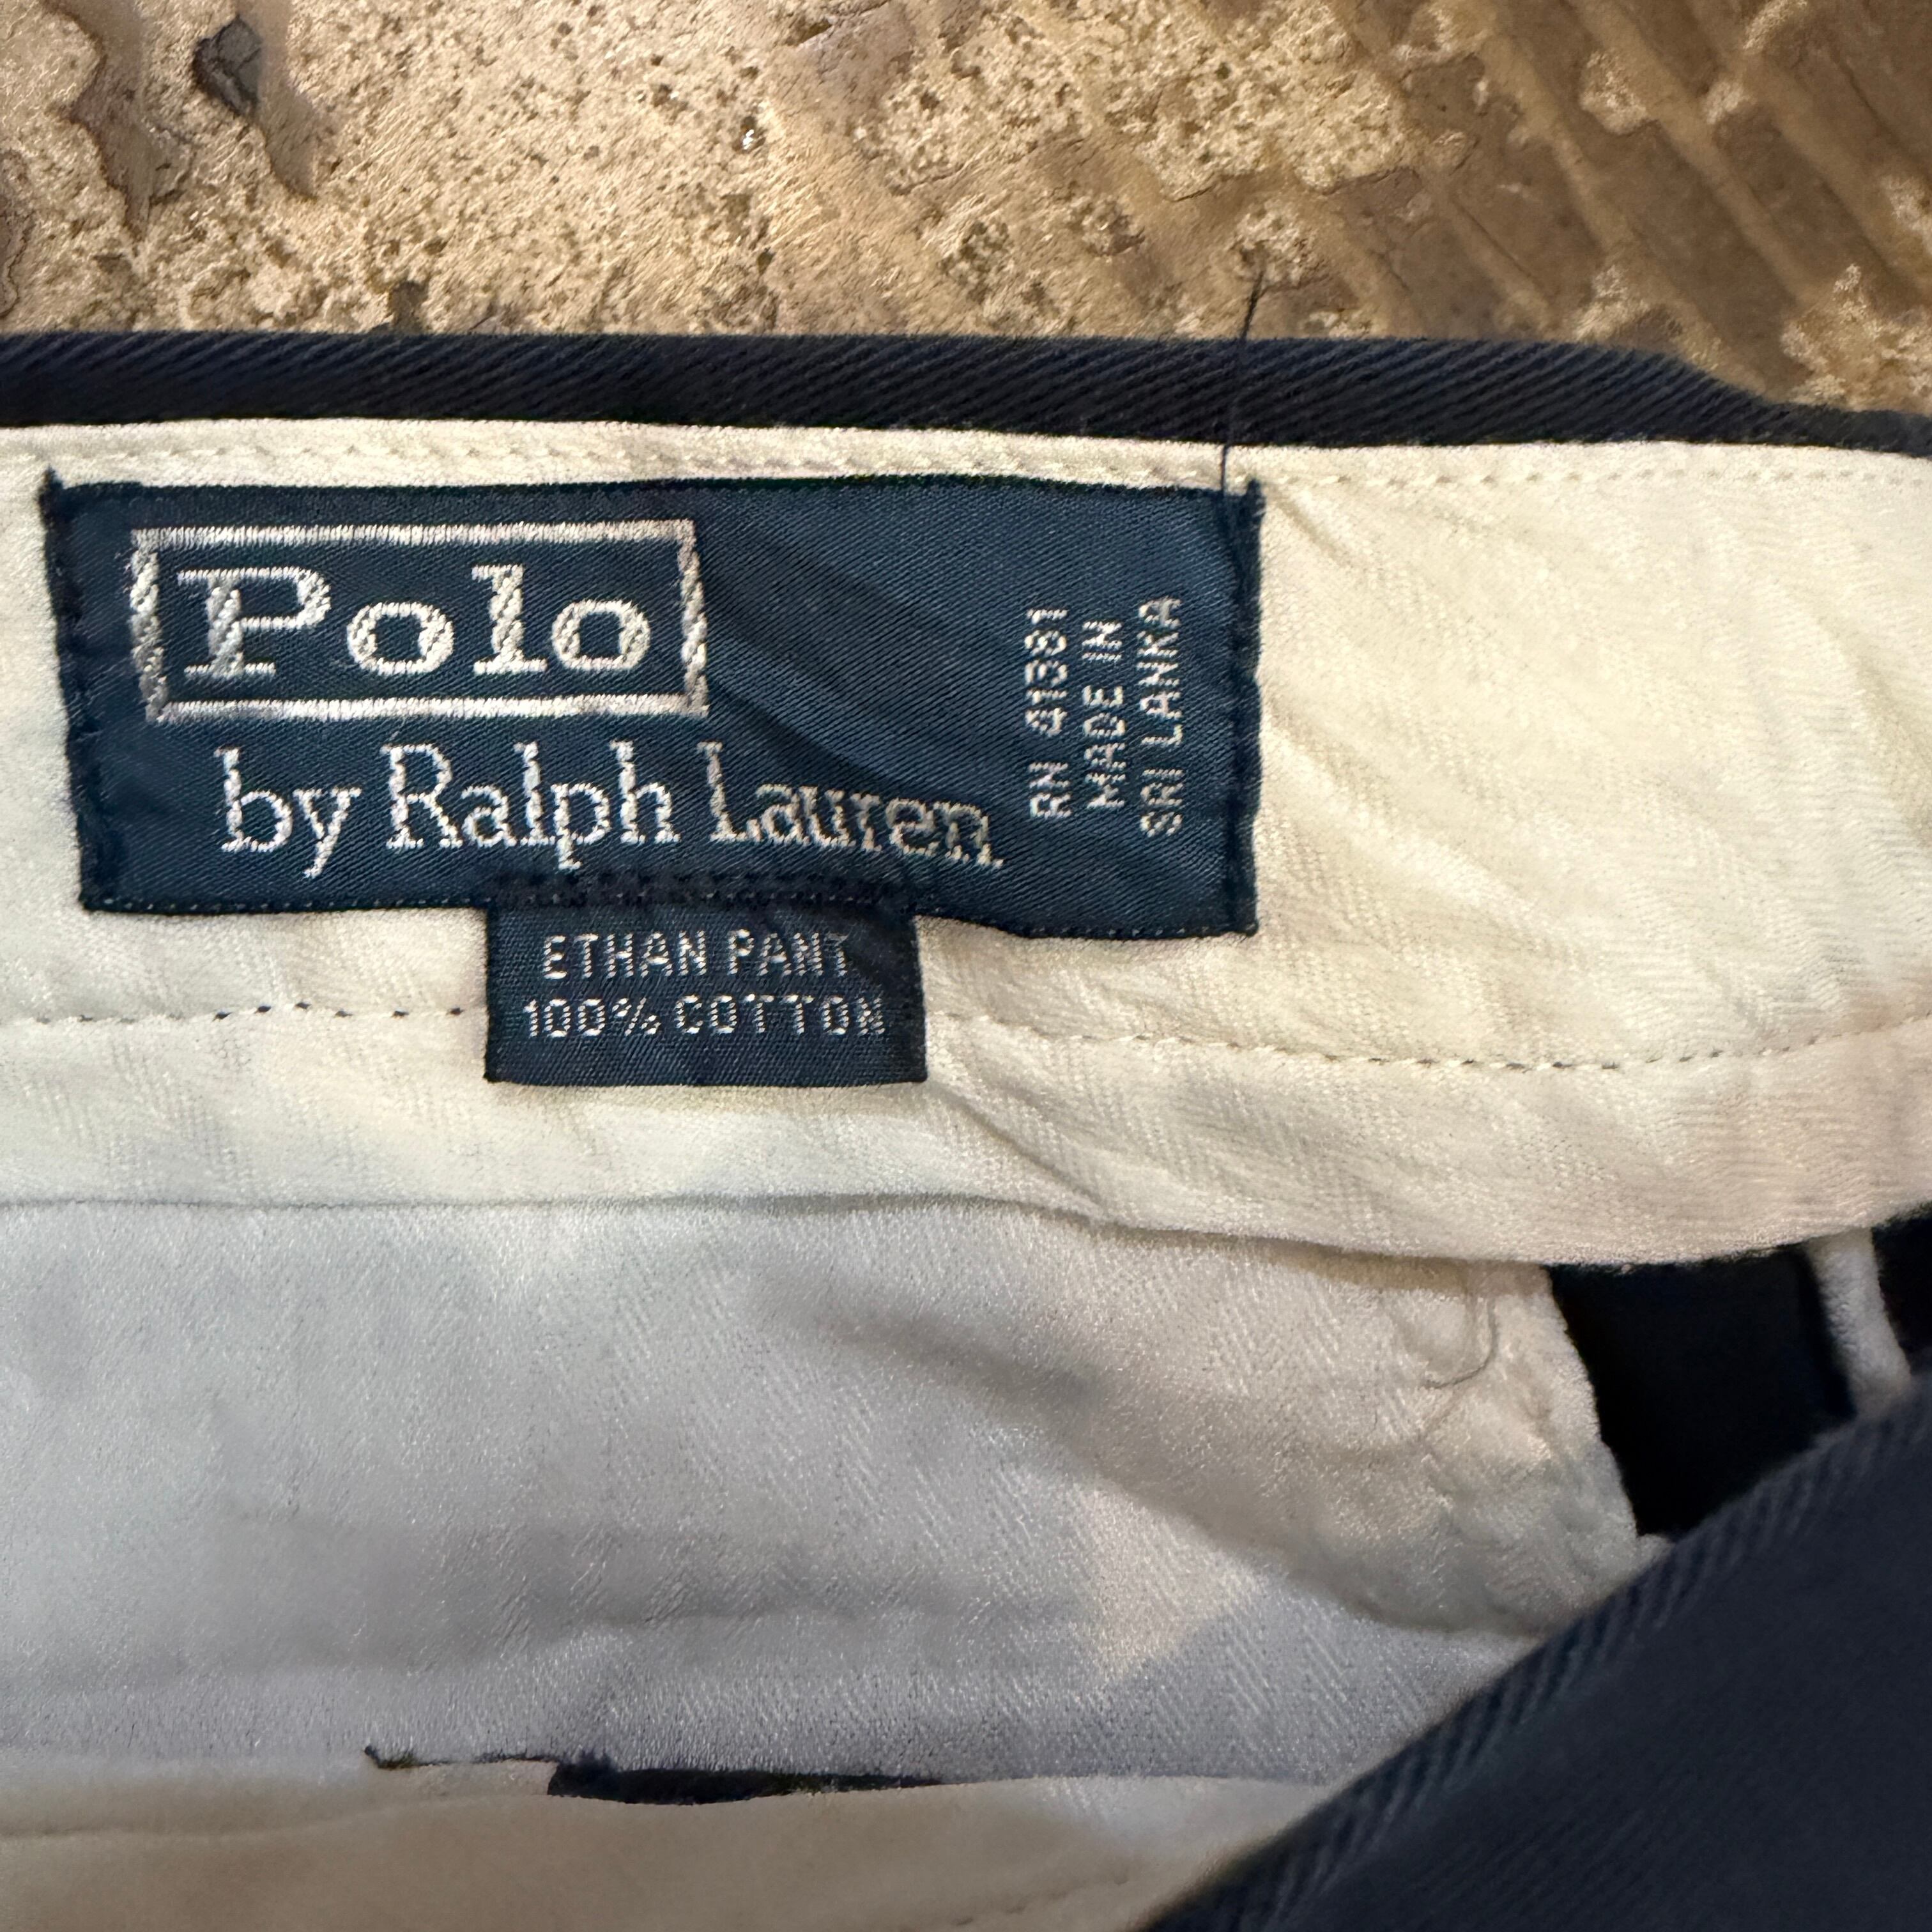 Polo
by Ralph Lauren
RN 41381
MADE IN
SRI LANKA
ETHAN PANT
100% COTTON